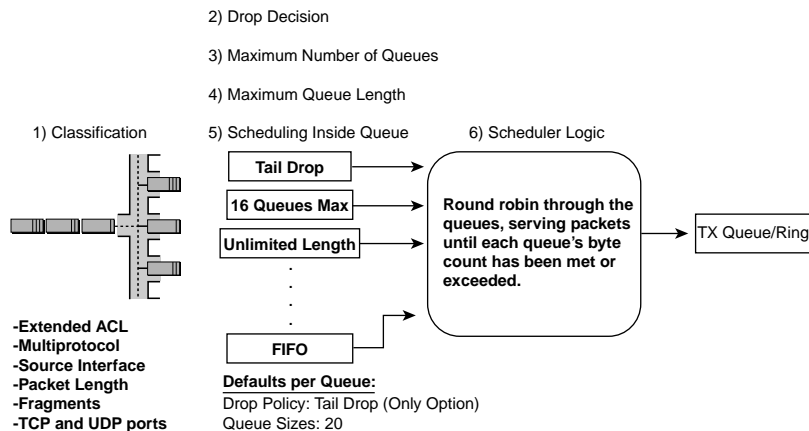 2) Drop Decision
3) Maximum Number of Queues
4) Maximum Queue Length
1) Classification
5) Scheduling Inside Queue
6) Scheduler Logic
Tail Drop
16 Queues Max
Unlimited Length
FIFO
Round robin through the
queues, serving packets
until each queue's byte
count has been met or
exceeded.
TX Queue/Ring
-Extended ACL
-Multiprotocol
-Source Interface
-Packet Length
-Fragments
-TCP and UDP ports
Defaults per Queue:
Drop Policy: Tail Drop (Only Option)
Queue Sizes: 20